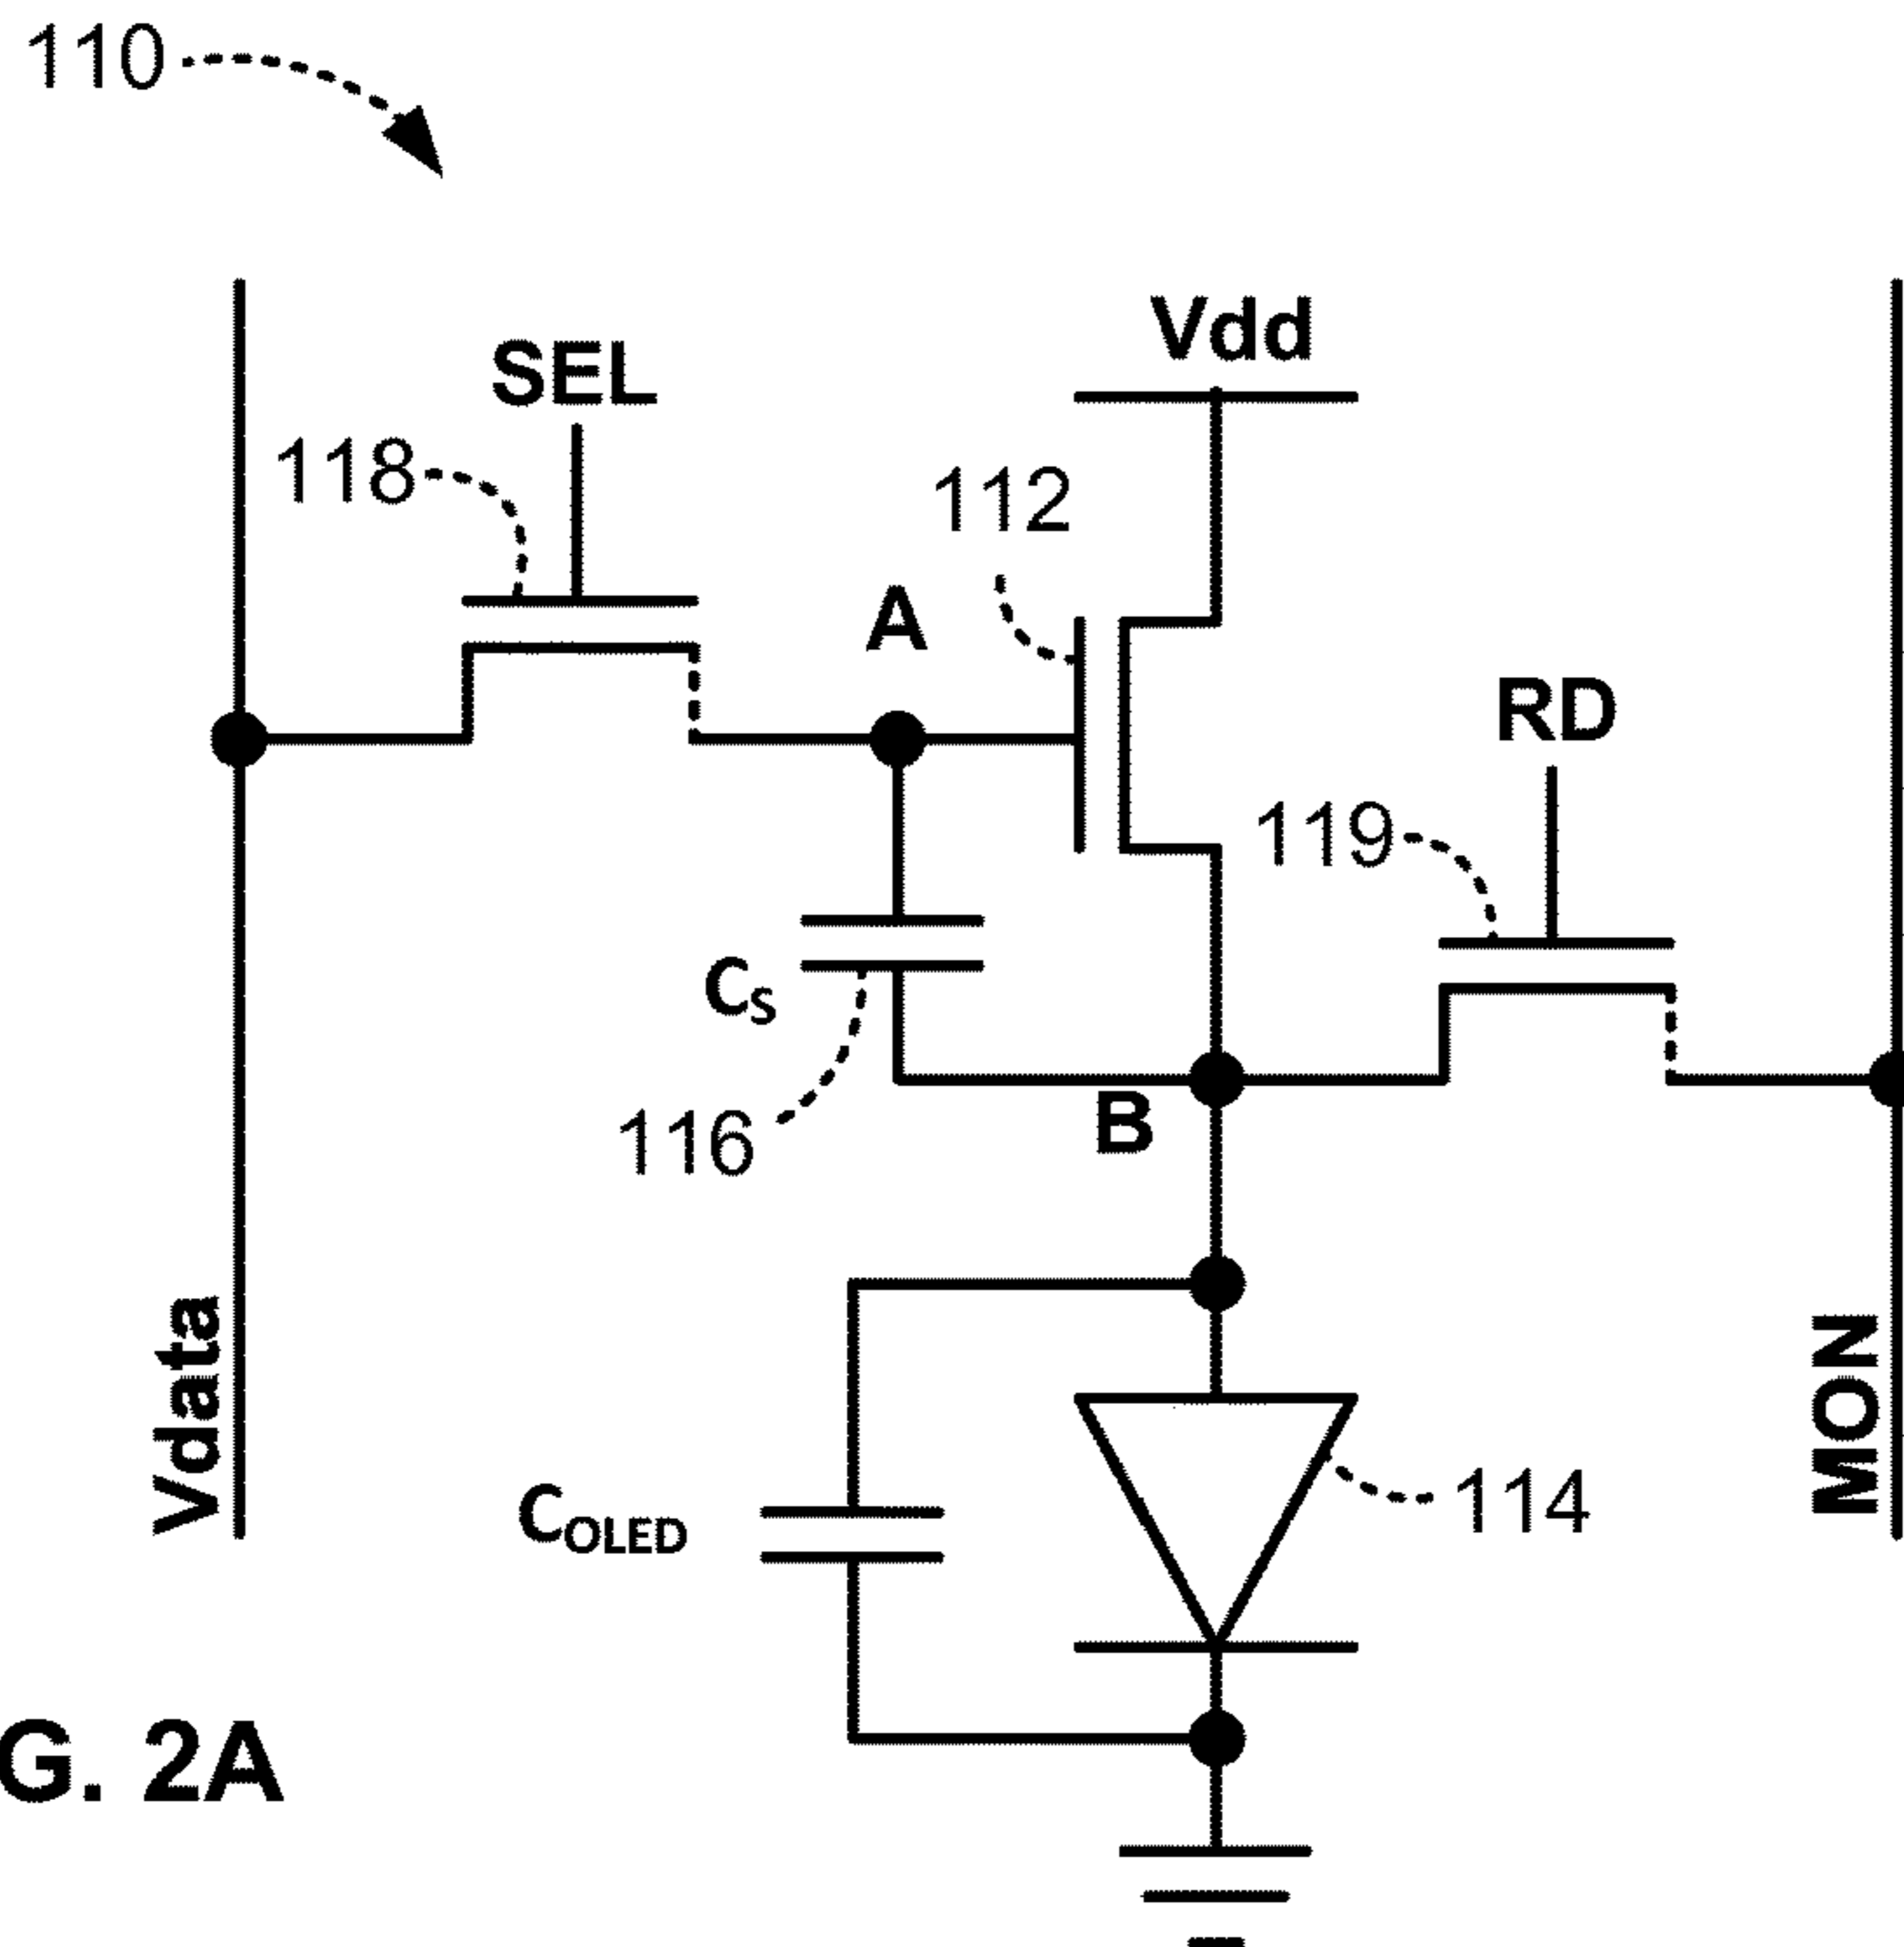 110
Vdd
SEL
118
112
A
RD
119
CS
B
116
Vdata
MON
COLED
114
G. 2A